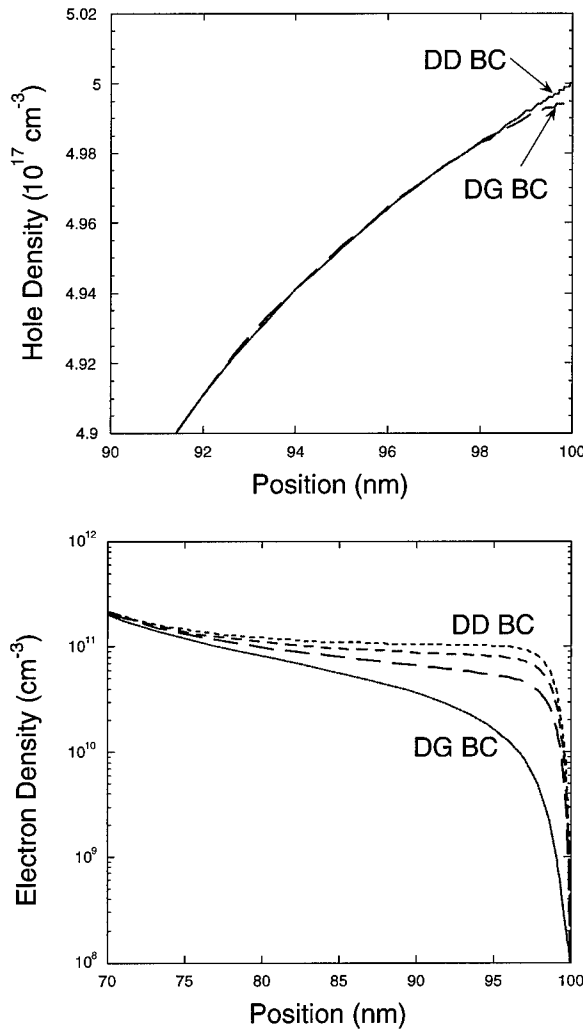 5.02
5
4.98
4.96
4.94
4.92
4.9
Hole Density (10^17 cm^-3)
DD BC
DG BC
90 92 94 96 98 100
Position (nm)
10^12
10^11
10^10
10^9
10^8
Electron Density (cm^-3)
DD BC
DG BC
70 75 80 85 90 95 100
Position (nm)